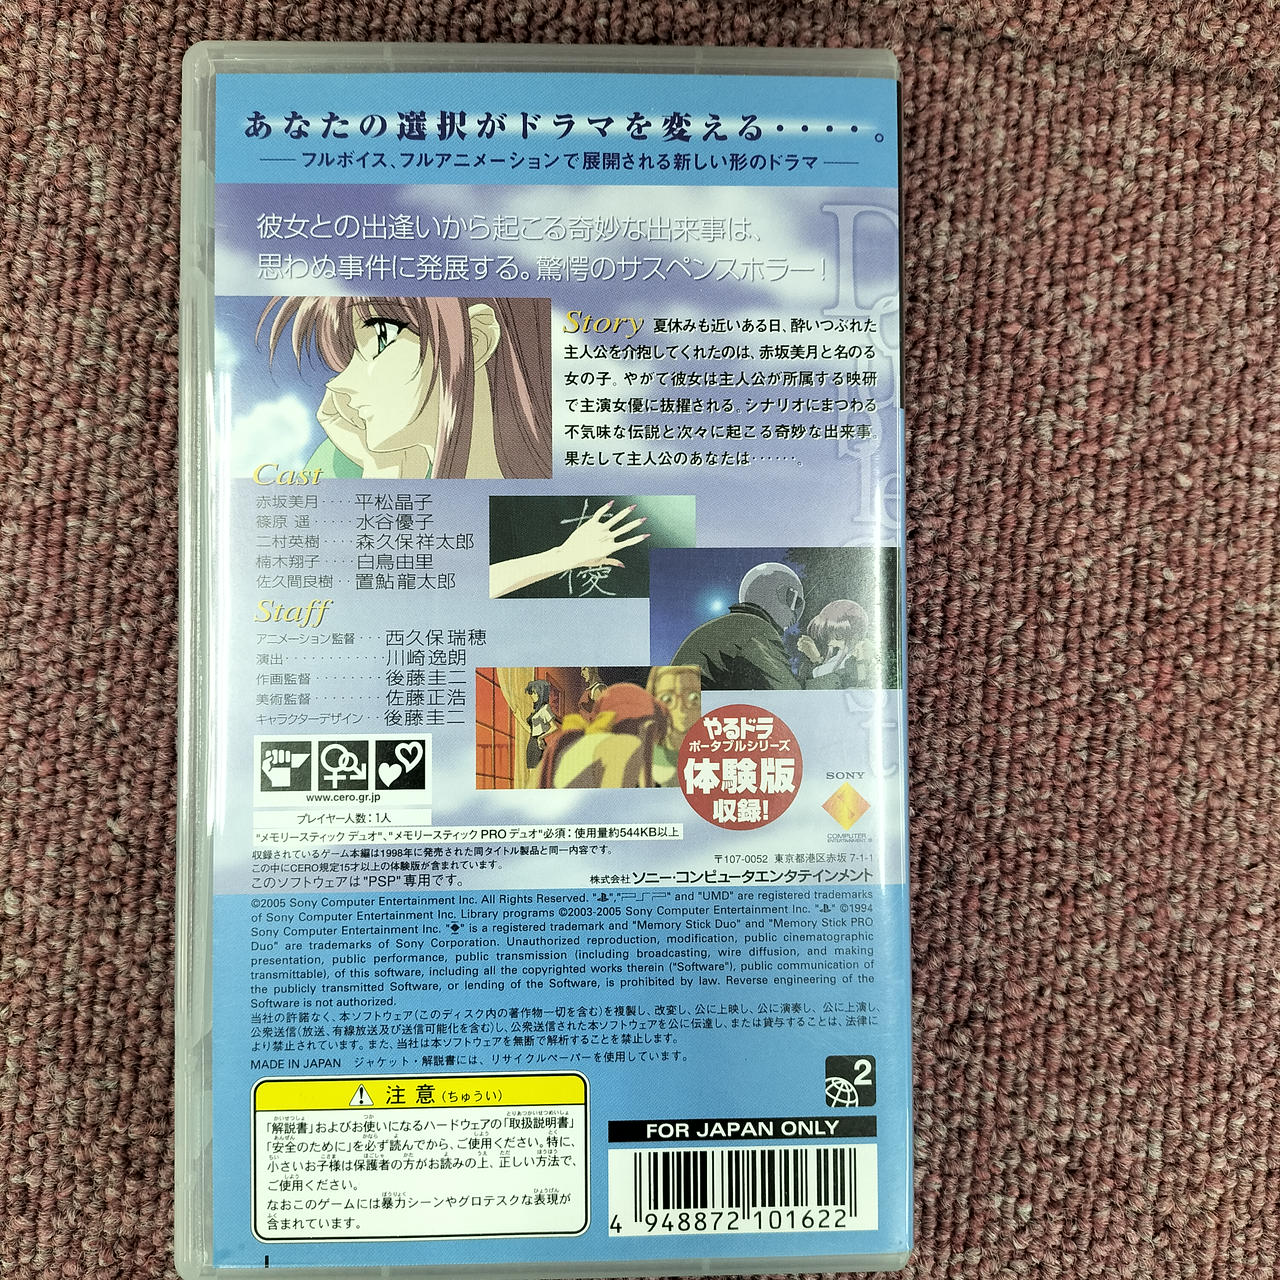 あなたの選択がドラマを変える・・・・。
フルボイス、フルアニメーションで展開される新しい形のドラマ
彼女との出逢いから起こる奇妙な出来事は、
思わぬ事件に発展する。驚愕のサスペンスホラー！
Double Cast
Story 夏休みも近いある日、酔いつぶれた
主人公を介抱してくれたのは、赤坂美月と名のる
女の子。やがて彼女は主人公が所属する映研
で主演女優に抜擢される。シナリオにまつわる
不気味な伝説と次々に起こる奇妙な出来事。
果たして主人公のあなたは‥‥‥。
Cast
赤坂美月････平松晶子
篠原 遥･････水谷優子
二村英樹････森久保祥太郎
楠木翔子････白鳥由里
佐久間良樹･･置鮎龍太郎
Staff
アニメーション監督･･･西久保瑞穂
演出････････････川崎逸朗
作画監督････････後藤圭二
美術監督････････佐藤正浩
キャラクターデザイン･･後藤圭二
やるドラ
ポータブルシリーズ
体験版
収録!
SONY
COMPUTER
ENTERTAINMENT
www.cero.gr.jp
プレイヤー人数：1人
"メモリースティック デュオ"、"メモリースティック PRO デュオ"必須：使用量約544KB以上
収録されているゲーム本編は1998年に発売された同タイトル製品と同一内容です。
この中にCERO規定15才以上の体験版が含まれています。
このソフトウェアは"PSP"専用です。
〒107-0052 東京都港区赤坂 7-1-1
株式会社ソニー・コンピュータエンタテインメント
©2005 Sony Computer Entertainment Inc. All Rights Reserved. "", "PSP" and "UMD" are registered trademarks
of Sony Computer Entertainment Inc. Library programs ©2003-2005 Sony Computer Entertainment Inc. "" ©1994
Sony Computer Entertainment Inc. "" is a registered trademark and "Memory Stick Duo" and "Memory Stick PRO
Duo" are trademarks of Sony Corporation. Unauthorized reproduction, modification, public cinematographic
presentation, public performance, public transmission (including broadcasting, wire diffusion, and making
transmittable), of this software, including all the copyrighted works therein ("Software"), public communication of
the publicly transmitted Software, or lending of the Software, is prohibited by law. Reverse engineering of the
Software is not authorized.
当社の許諾なく、本ソフトウェア(このディスク内の著作物一切を含む)を複製し、改変し、公に上映し、公に演奏し、公に上演し、
公衆送信(放送、有線放送及び送信可能化を含む)し、公衆送信された本ソフトウェアを公に伝達し、または貸与することは、法律に
より禁止されています。また、当社は本ソフトウェアを無断で解析することを禁止します。
MADE IN JAPAN ジャケット・解説書には、リサイクルペーパーを使用しています。
2
注意(ちゅうい)
「解説書」およびお使いになるハードウェアの「取扱説明書」
「安全のために」を必ず読んでから、ご使用ください。特に、
小さいお子様は保護者の方がお読みの上、正しい方法で、
ご使用ください。
なおこのゲームには暴力シーンやグロテスクな表現が
含まれています。
FOR JAPAN ONLY
4 948872 101622